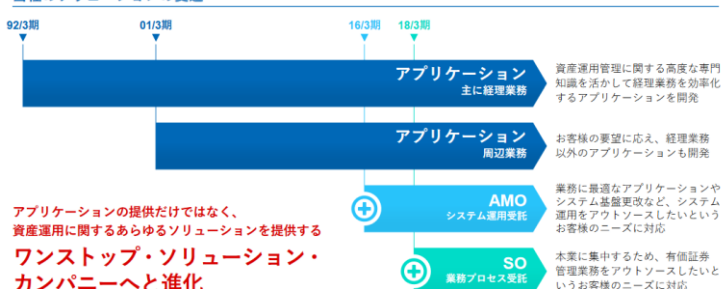 92/3期
01/3期
16/3期
18/3期
アプリケーション
主に経理業務
資産運用管理に関する高度な専門
知識を活かして経理業務を効率化
するアプリケーションを開発
アプリケーション
周辺業務
お客様の要望に応え、経理業務
以外のアプリケーションも開発
AMO
システム運用受託
業務に最適なアプリケーションや
システム基盤更改など、システム
運用をアウトソースしたいという
お客様のニーズに対応
アプリケーションの提供だけではなく、
資産運用に関するあらゆるソリューションを提供する
ワンストップ・ソリューション・
カンパニーへと進化
SO
業務プロセス受託
本業に集中するため、有価証券
管理業務をアウトソースしたいと
いうお客様のニーズに対応